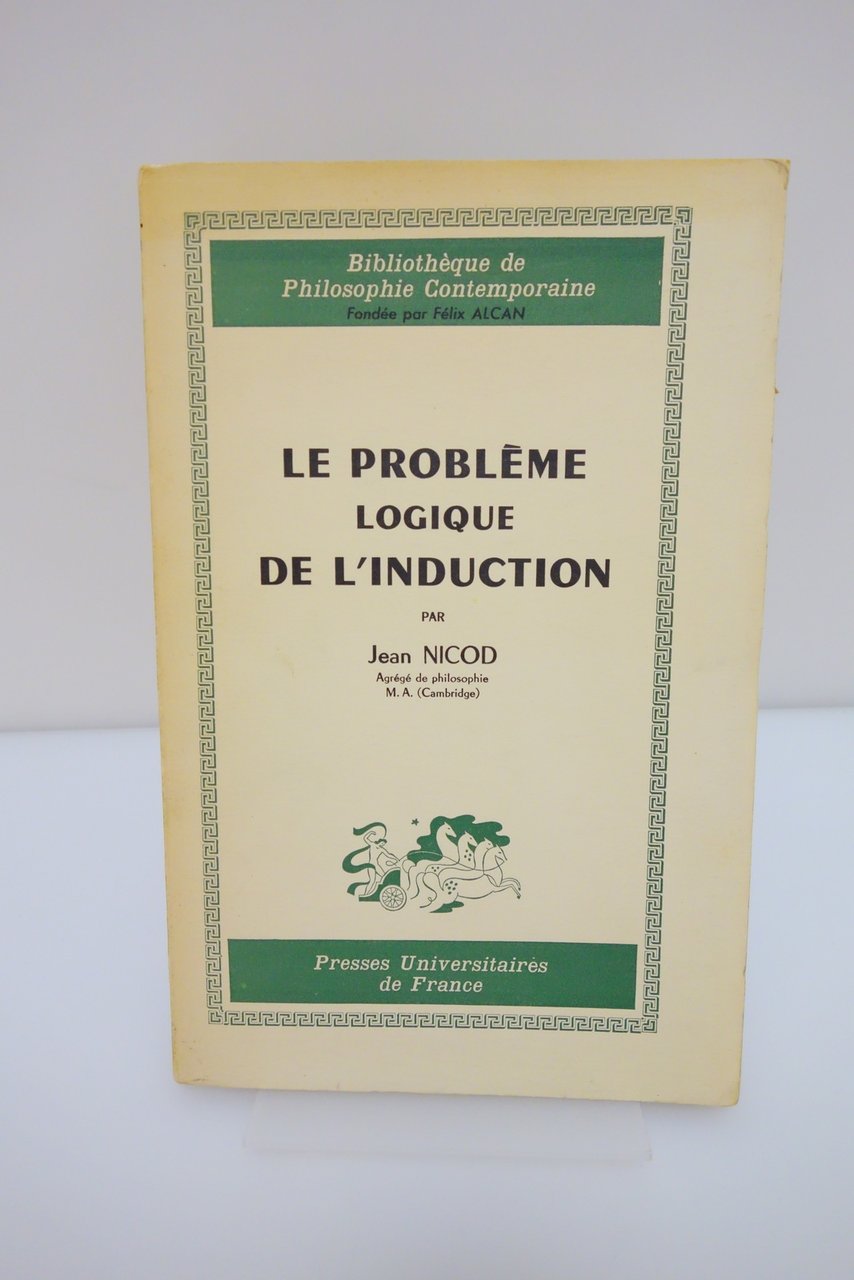 Bibliothèque de
Philosophie Contemporaine
Fondée par Félix ALCAN
LE PROBLÈME
LOGIQUE
DE L'INDUCTION
PAR
Jean NICOD
Agrégé de philosophie
M. A. (Cambridge)
Presses Universitaires
de France